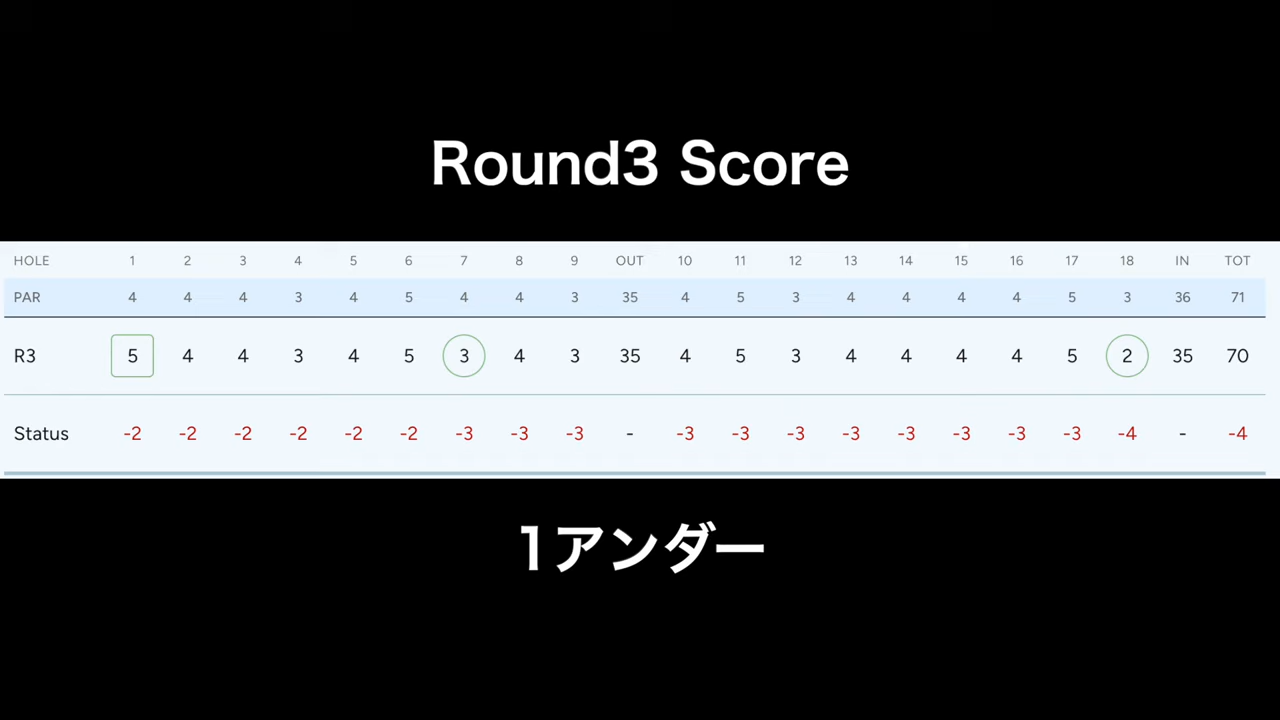 Round3 Score
HOLE 1 2 3 4 5 6 7 8 9 OUT 10 11 12 13 14 15 16 17 18 IN TOT
PAR 4 4 4 3 4 5 4 4 3 35 4 5 3 4 4 4 4 5 3 36 71
R3 5 4 4 3 4 5 3 4 3 35 4 5 3 4 4 4 4 5 2 35 70
Status -2 -2 -2 -2 -2 -2 -3 -3 -3 - -3 -3 -3 -3 -3 -3 -3 -3 -4 - -4
1アンダー